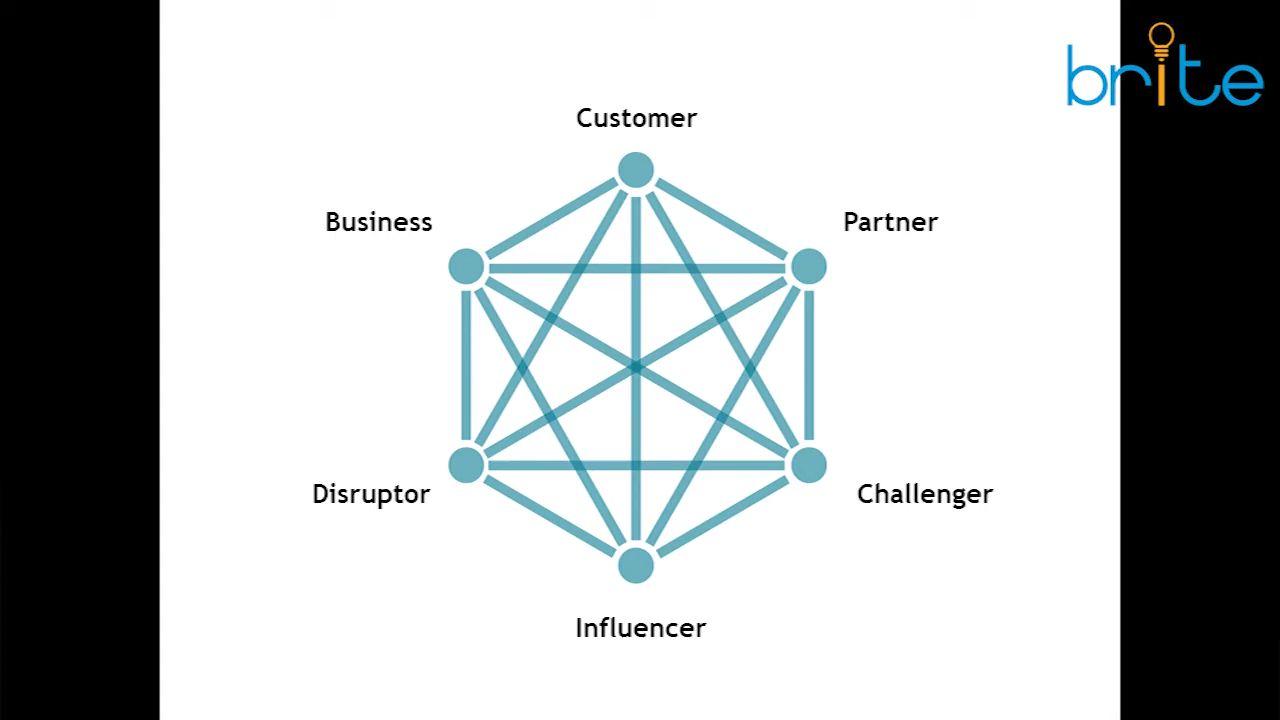 brite
Customer
Business
Partner
Disruptor
Challenger
Influencer